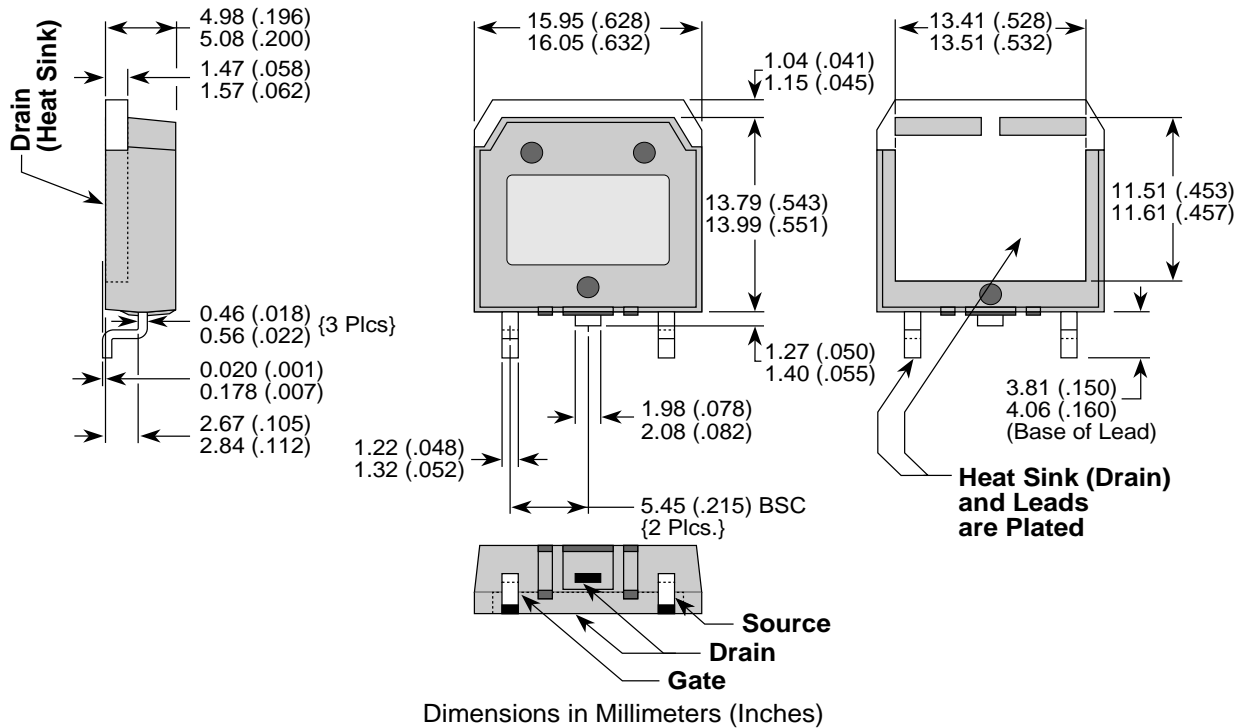 4.98 (.196)
5.08 (.200)
1.47 (.058)
1.57 (.062)
Drain
(Heat Sink)
0.46 (.018)
0.56 (.022) {3 Plcs}
0.020 (.001)
0.178 (.007)
2.67 (.105)
2.84 (.112)
15.95 (.628)
16.05 (.632)
1.04 (.041)
1.15 (.045)
13.79 (.543)
13.99 (.551)
1.27 (.050)
1.40 (.055)
1.98 (.078)
2.08 (.082)
1.22 (.048)
1.32 (.052)
5.45 (.215) BSC
{2 Plcs.}
13.41 (.528)
13.51 (.532)
11.51 (.453)
11.61 (.457)
3.81 (.150)
4.06 (.160)
(Base of Lead)
Heat Sink (Drain)
and Leads
are Plated
Source
Drain
Gate
Dimensions in Millimeters (Inches)